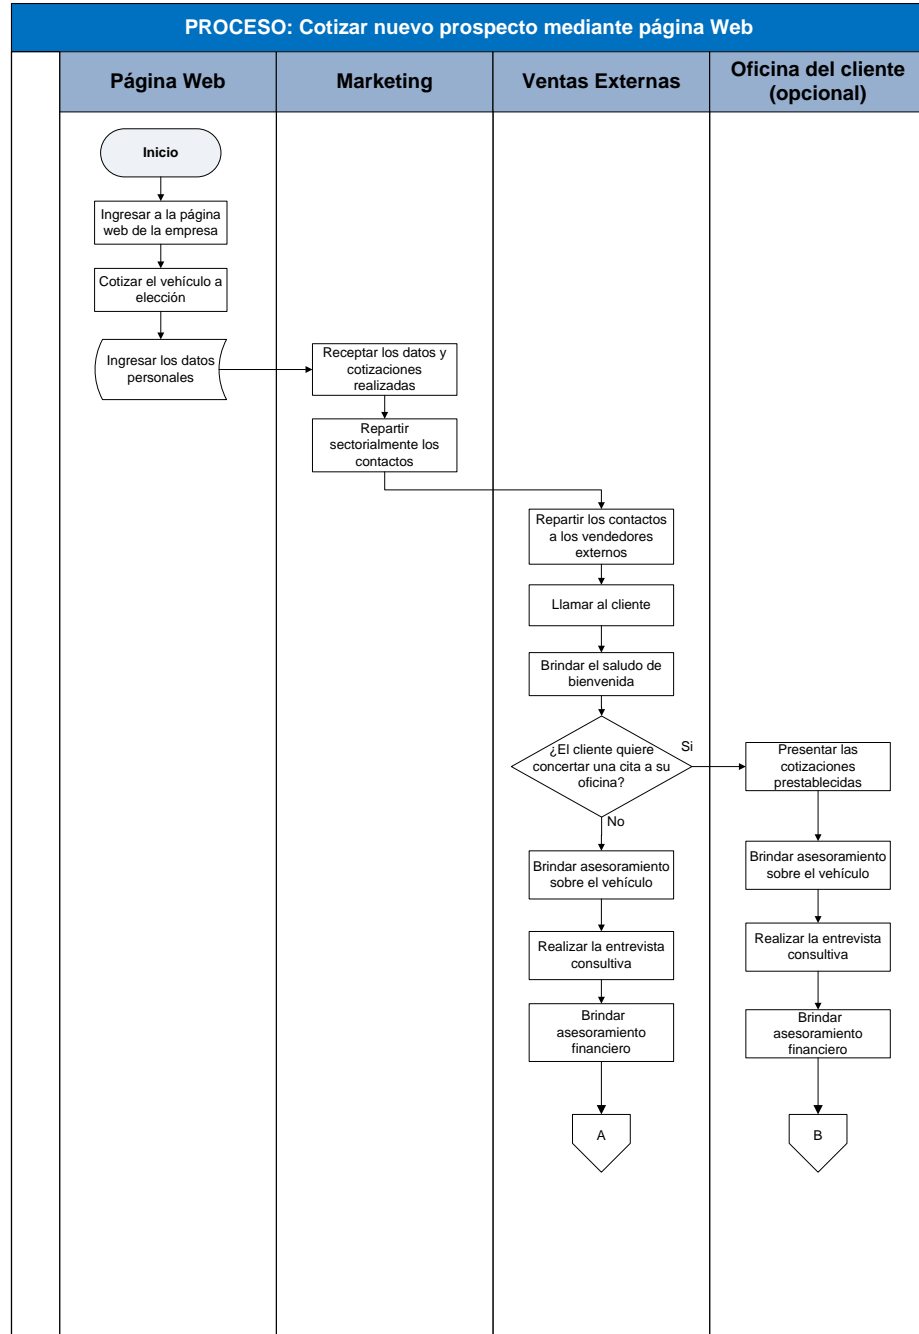 PROCESO: Cotizar nuevo prospecto mediante página Web
Página Web
Marketing
Ventas Externas
Oficina del cliente
(opcional)
Inicio
Ingresar a la página
web de la empresa
Cotizar el vehículo a
elección
Ingresar los datos
personales
Receptar los datos y
cotizaciones
realizadas
Repartir
sectorialmente los
contactos
Repartir los contactos
a los vendedores
externos
Llamar al cliente
Brindar el saludo de
bienvenida
¿El cliente quiere
concertar una cita a su
oficina?
Si
No
Presentar las
cotizaciones
prestablecidas
Brindar asesoramiento
sobre el vehículo
Brindar asesoramiento
sobre el vehículo
Realizar la entrevista
consultiva
Realizar la entrevista
consultiva
Brindar
asesoramiento
financiero
Brindar
asesoramiento
financiero
A
B